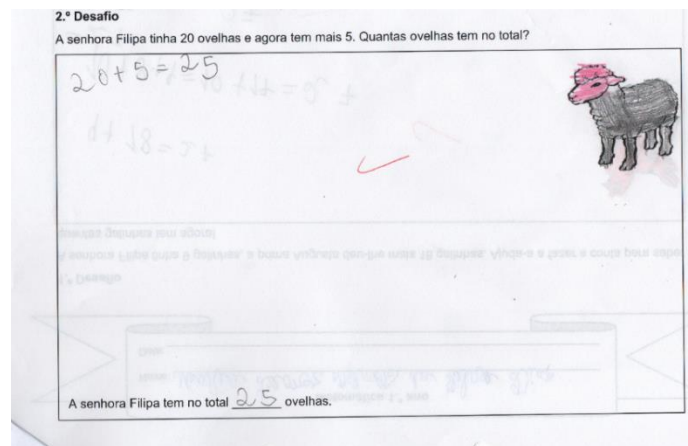 2.º Desafio
A senhora Filipa tinha 20 ovelhas e agora tem mais 5. Quantas ovelhas tem no total?
20+5=25
A senhora Filipa tem no total 25 ovelhas.